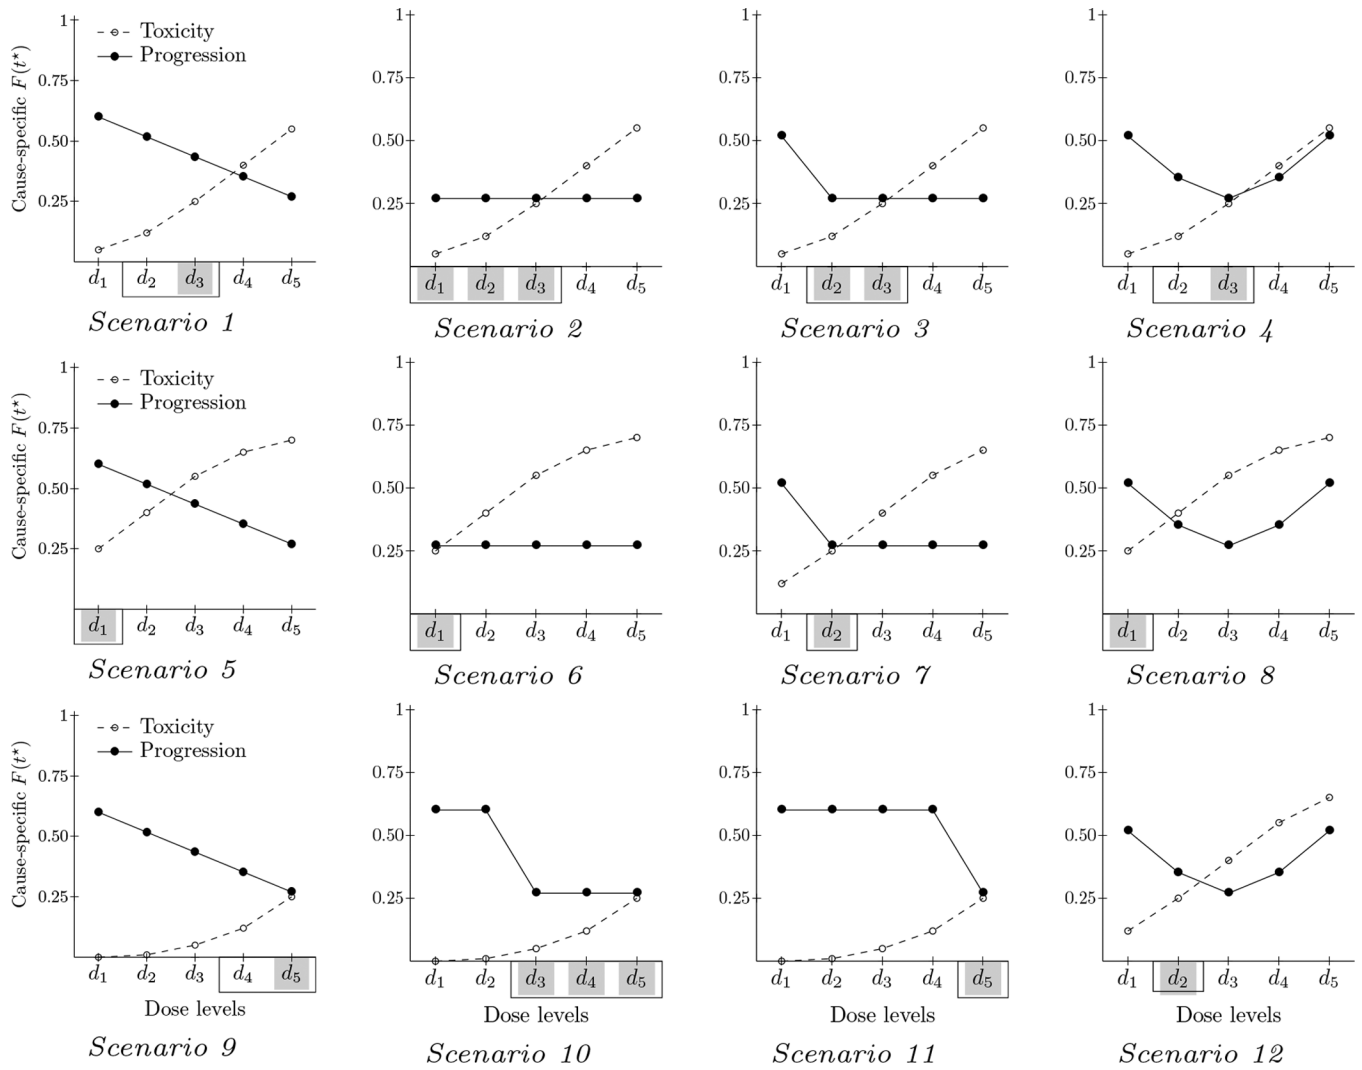 Cause-specific F(t⋆)
1
0.75
0.50
0.25
Toxicity
Progression
d1 d2 d3 d4 d5
Scenario 1
1
0.75
0.50
0.25
d1 d2 d3 d4 d5
Scenario 2
1
0.75
0.50
0.25
d1 d2 d3 d4 d5
Scenario 3
1
0.75
0.50
0.25
d1 d2 d3 d4 d5
Scenario 4
Cause-specific F(t⋆)
1
0.75
0.50
0.25
Toxicity
Progression
d1 d2 d3 d4 d5
Scenario 5
1
0.75
0.50
0.25
d1 d2 d3 d4 d5
Scenario 6
1
0.75
0.50
0.25
d1 d2 d3 d4 d5
Scenario 7
1
0.75
0.50
0.25
d1 d2 d3 d4 d5
Scenario 8
Cause-specific F(t⋆)
1
0.75
0.50
0.25
Toxicity
Progression
d1 d2 d3 d4 d5
Dose levels
Scenario 9
1
0.75
0.50
0.25
d1 d2 d3 d4 d5
Dose levels
Scenario 10
1
0.75
0.50
0.25
d1 d2 d3 d4 d5
Dose levels
Scenario 11
1
0.75
0.50
0.25
d1 d2 d3 d4 d5
Dose levels
Scenario 12